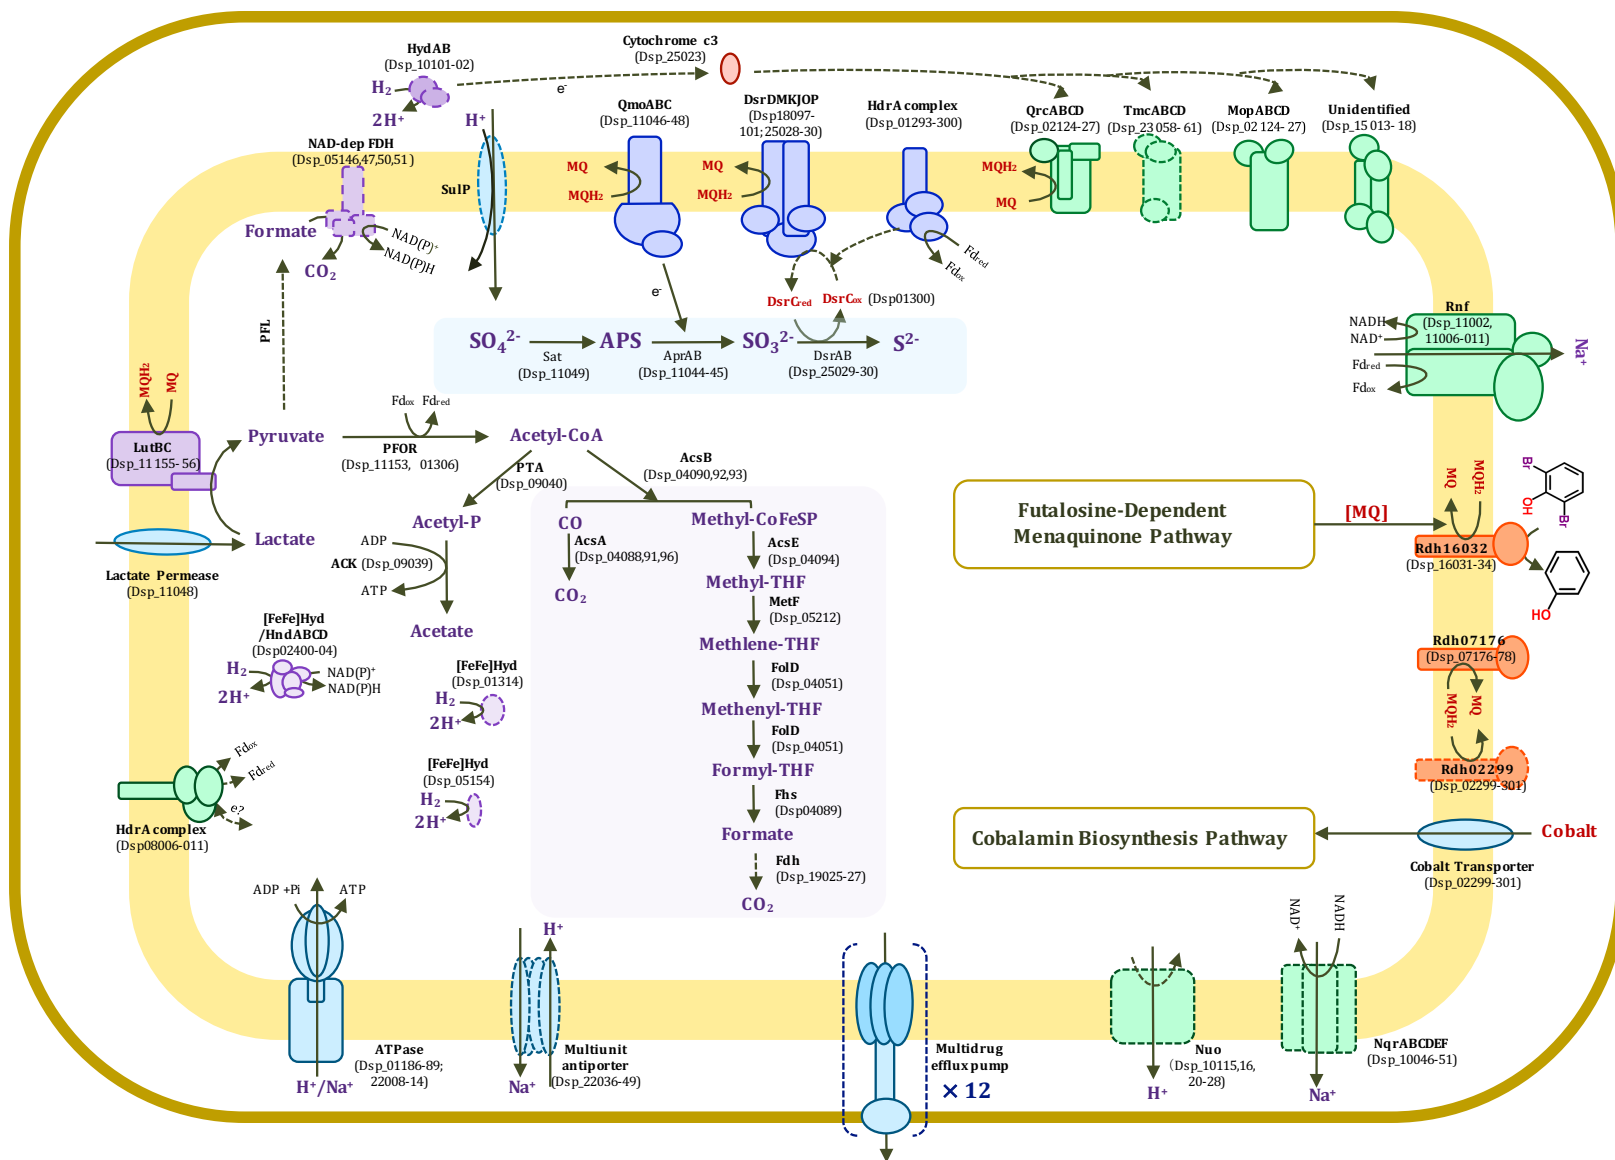 HydAB
(Dsp_10101-02)
H₂
2H⁺
e⁻
Cytochrome c3
(Dsp_25023)
H⁺
SulP
NAD-dep FDH
(Dsp_05146,47,50,51)
Formate
CO₂
NAD(P)⁺
NAD(P)H
QmoABC
(Dsp_11046-48)
MQ
MQH₂
DsrDMKJOP
(Dsp18097-
101;25028-30)
MQ
MQH₂
HdrA complex
(Dsp_01293-300)
Fdred
Fdox
QrcABCD
(Dsp_02124-27)
MQH₂
MQ
TmcABCD
(Dsp_23058-61)
MopABCD
(Dsp_02124-27)
Unidentified
(Dsp_15013-18)
e⁻
DsrCred
DsrCox (Dsp01300)
SO₄²⁻
APS
SO₃²⁻
S²⁻
Sat
(Dsp_11049)
AprAB
(Dsp_11044-45)
DsrAB
(Dsp_25029-30)
Rnf
(Dsp_11002,
11006-011)
NADH
NAD⁺
Fdred
Fdox
Na⁺
PFL
MQH₂
MQ
LutBC
(Dsp_11155-56)
Pyruvate
Fdox Fdred
PFOR
(Dsp_11153, 01306)
Acetyl-CoA
PTA
(Dsp_09040)
AcsB
(Dsp_04090,92,93)
Lactate
Lactate Permease
(Dsp_11048)
Acetyl-P
ADP
ACK (Dsp_09039)
ATP
Acetate
CO
AcsA
(Dsp_04088,91,96)
CO₂
Methyl-CoFeSP
AcsE
(Dsp_04094)
Methyl-THF
MetF
(Dsp_05212)
Methlene-THF
FolD
(Dsp_04051)
Methenyl-THF
FolD
(Dsp_04051)
Formyl-THF
Fhs
(Dsp04089)
Formate
Fdh
(Dsp_19025-27)
CO₂
Futalosine-Dependent
Menaquinone Pathway
[MQ]
MQ
MQH₂
Br
OH
Br
Rdh16032
(Dsp_16031-34)
HO
Rdh07176
(Dsp_07176-78)
MQH₂
MQ
Rdh02299
(Dsp_02299-301)
[FeFe]Hyd
/HndABCD
(Dsp02400-04)
H₂
2H⁺
NAD(P)⁺
NAD(P)H
[FeFe]Hyd
(Dsp_01314)
H₂
2H⁺
[FeFe]Hyd
(Dsp_05154)
H₂
2H⁺
Fdox
Fdred
e?
HdrA complex
(Dsp08006-011)
Cobalamin Biosynthesis Pathway
Cobalt
Cobalt Transporter
(Dsp_02299-301)
ADP +Pi
ATP
ATPase
(Dsp_01186-89;
22008-14)
H⁺/Na⁺
H⁺
Multiunit
antiporter
(Dsp_22036-49)
Na⁺
Multidrug
efflux pump
×12
Nuo
(Dsp_10115,16,
20-28)
H⁺
NAD⁺
NADH
NqrABCDEF
(Dsp_10046-51)
Na⁺